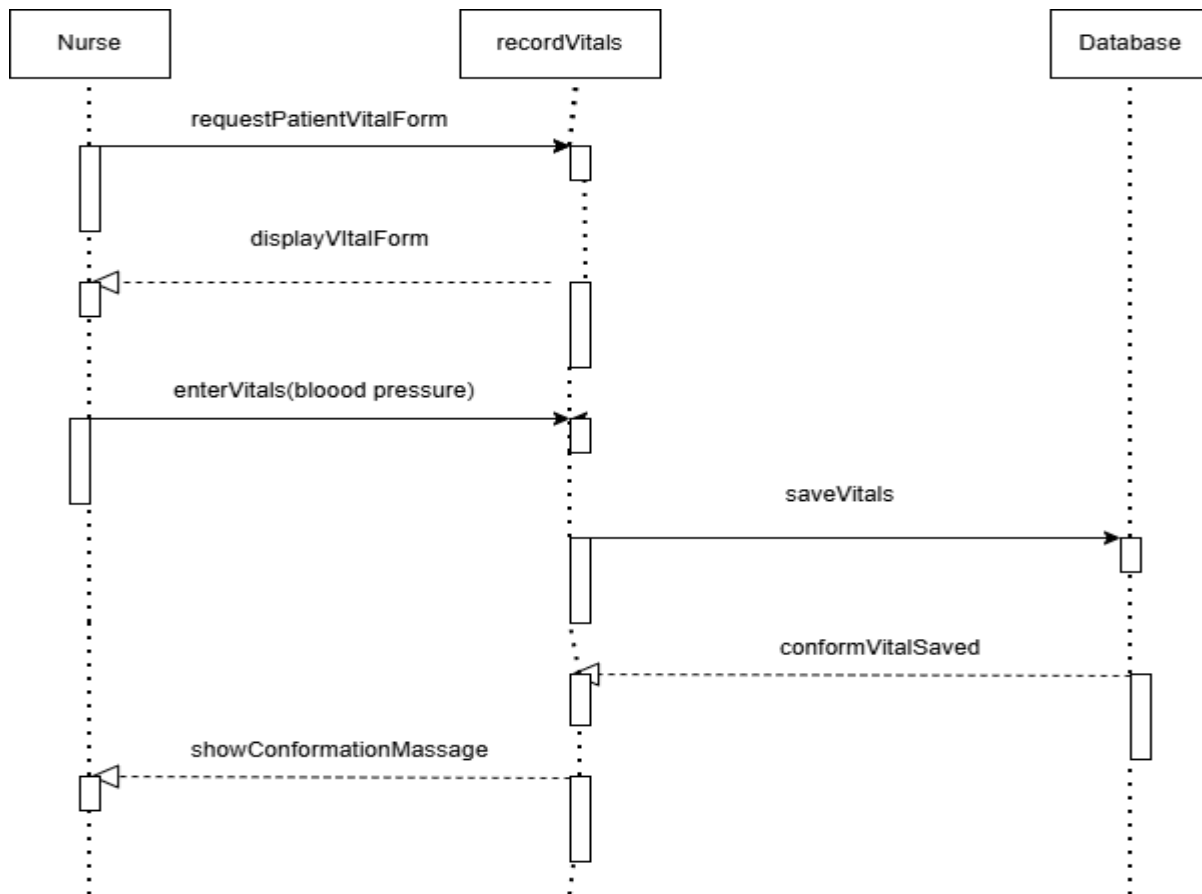 Nurse
recordVitals
Database
requestPatientVitalForm
displayVItalForm
enterVitals(bloood pressure)
saveVitals
conformVitalSaved
showConformationMassage